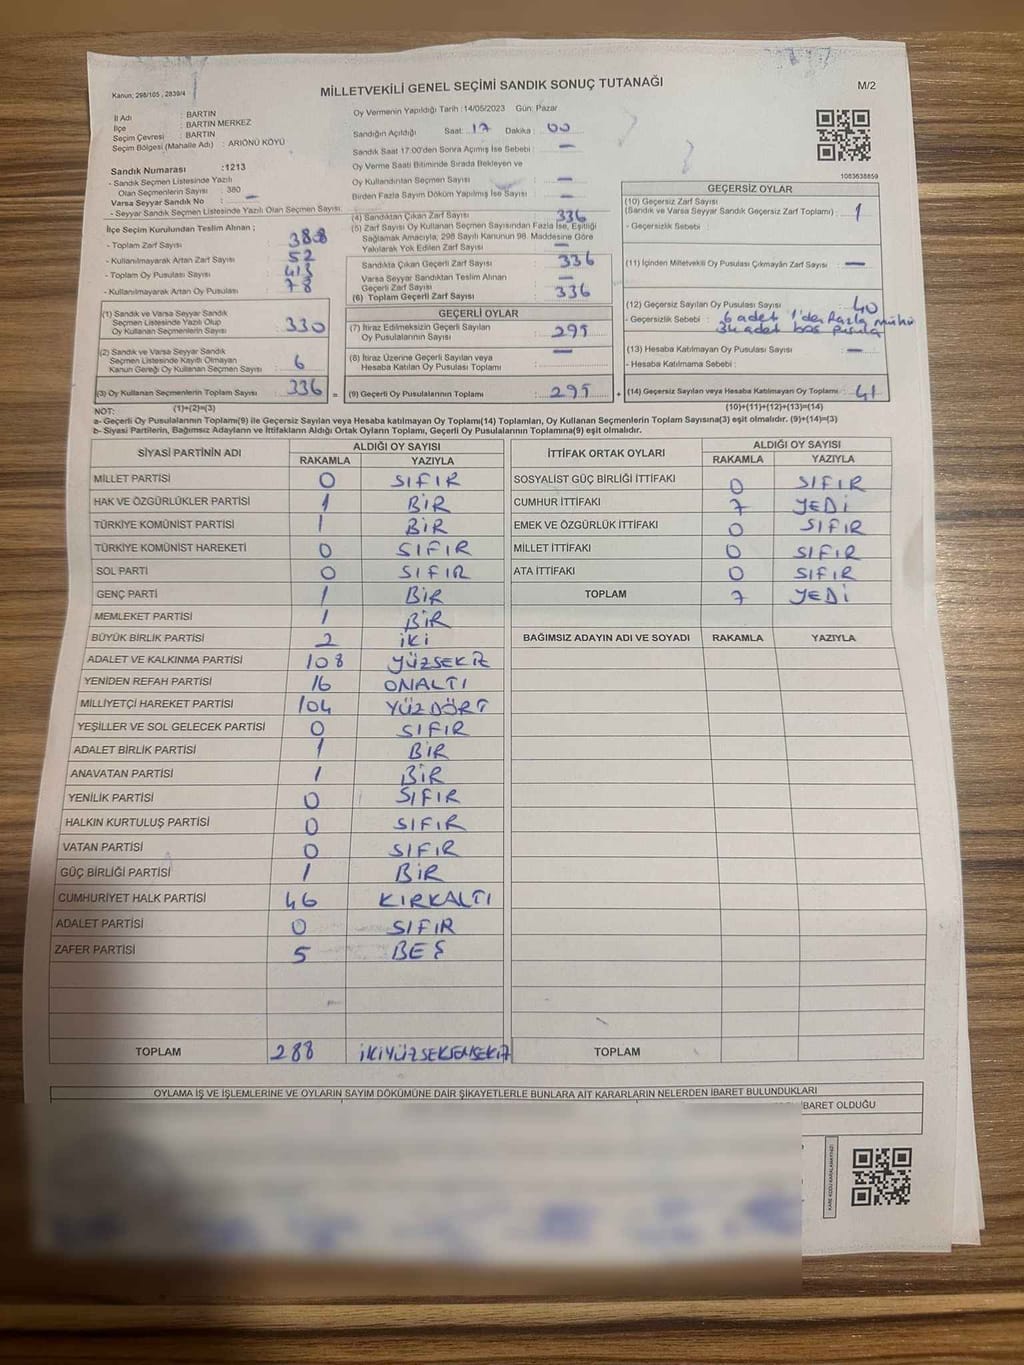 Kanun; 298/105 , 2839/4
MİLLETVEKİLİ GENEL SEÇİMİ SANDIK SONUÇ TUTANAĞI
M/2
İl Adı : BARTIN
İlçe : BARTIN MERKEZ
Seçim Çevresi : BARTIN
Seçim Bölgesi (Mahalle Adı) : ARIÖNÜ KÖYÜ
Oy Vermenin Yapıldığı Tarih :14/05/2023 Gün: Pazar
Sandığın Açıldığı Saat: 17 Dakika : 00
Sandık Saat 17:00'den Sonra Açımış İse Sebebi : —
Oy Verme Saati Bitiminde Sırada Bekleyen ve
Oy Kullandırılan Seçmen Sayısı : —
Birden Fazla Sayım Döküm Yapılmış İse Sayısı : —
1083638859
Sandık Numarası :1213
- Sandık Seçmen Listesinde Yazılı
Olan Seçmenlerin Sayısı : 380
Varsa Seyyar Sandık No : —
- Seyyar Sandık Seçmen Listesinde Yazılı Olan Seçmen Sayısı:
İlçe Seçim Kurulundan Teslim Alınan ;
- Toplam Zarf Sayısı : 388
- Kullanılmayarak Artan Zarf Sayısı : 52
- Toplam Oy Pusulası Sayısı : 413
- Kullanılmayarak Artan Oy Pusulası : 78
(1) Sandık ve Varsa Seyyar Sandık
Seçmen Listesinde Yazılı Olup
Oy Kullanan Seçmenlerin Sayısı : 330
(2) Sandık ve Varsa Seyyar Sandık
Seçmen Listesinde Kayıtlı Olmayan
Kanun Gereği Oy Kullanan Seçmen Sayısı : 6
(3) Oy Kullanan Seçmenlerin Toplam Sayısı : 336
(1)+(2)=(3)
(4) Sandıktan Çıkan Zarf Sayısı : 336
(5) Zarf Sayısı Oy Kullanan Seçmen Sayısından Fazla İse, Eşitliği
Sağlamak Amacıyla, 298 Sayılı Kanunun 98. Maddesine Göre
Yakılarak Yok Edilen Zarf Sayısı : —
Sandıkta Çıkan Geçerli Zarf Sayısı : 336
Varsa Seyyar Sandıktan Teslim Alınan
Geçerli Zarf Sayısı : —
(6) Toplam Geçerli Zarf Sayısı : 336
GEÇERLİ OYLAR
(7) İtiraz Edilmeksizin Geçerli Sayılan
Oy Pusulası Sayısı : 295
(8) İtiraz Üzerine Geçerli Sayılan veya
Hesaba Katılan Oy Pusulası Toplamı : —
= (9) Geçerli Oy Pusulalarının Toplamı : 295
GEÇERSİZ OYLAR
(10) Geçersiz Zarf Sayısı
(Sandık ve Varsa Seyyar Sandık Geçersiz Zarf Toplamı) : 1
- Geçersizlik Sebebi :
(11) İçinden Milletvekili Oy Pusulası Çıkmayan Zarf Sayısı : —
(12) Geçersiz Sayılan Oy Pusulası Sayısı : 40
- Geçersizlik Sebebi : 6 adet 1'den fazla mühür
34 adet boş pusula
(13) Hesaba Katılmayan Oy Pusulası Sayısı : —
- Hesaba Katılmama Sebebi :
+ (14) Geçersiz Sayılan veya Hesaba Katılmayan Oy Toplamı : 41
(10)+(11)+(12)+(13)=(14)
NOT:
a- Geçerli Oy Pusulalarının Toplamı(9) ile Geçersiz Sayılan veya Hesaba katılmayan Oy Toplamı(14) Toplamları, Oy Kullanan Seçmenlerin Toplam Sayısına(3) eşit olmalıdır. (9)+(14)=(3)
b- Siyasi Partilerin, Bağımsız Adayların ve İttifakların Aldığı Ortak Oyların Toplamı, Geçerli Oy Pusulalarının Toplamına(9) eşit olmalıdır.
SİYASİ PARTİNİN ADI ALDIĞI OY SAYISI
RAKAMLA YAZIYLA
MİLLET PARTİSİ 0 SIFIR
HAK VE ÖZGÜRLÜKLER PARTİSİ 1 BİR
TÜRKİYE KOMÜNİST PARTİSİ 1 BİR
TÜRKİYE KOMÜNİST HAREKETİ 0 SIFIR
SOL PARTİ 0 SIFIR
GENÇ PARTİ 1 BİR
MEMLEKET PARTİSİ 1 BİR
BÜYÜK BİRLİK PARTİSİ 2 İKİ
ADALET VE KALKINMA PARTİSİ 108 YÜZSEKİZ
YENİDEN REFAH PARTİSİ 16 ONALTI
MİLLİYETÇİ HAREKET PARTİSİ 104 YÜZDÖRT
YEŞİLLER VE SOL GELECEK PARTİSİ 0 SIFIR
ADALET BİRLİK PARTİSİ 1 BİR
ANAVATAN PARTİSİ 1 BİR
YENİLİK PARTİSİ 0 SIFIR
HALKIN KURTULUŞ PARTİSİ 0 SIFIR
VATAN PARTİSİ 0 SIFIR
GÜÇ BİRLİĞİ PARTİSİ 1 BİR
CUMHURİYET HALK PARTİSİ 46 KIRKALTI
ADALET PARTİSİ 0 SIFIR
ZAFER PARTİSİ 5 BEŞ
TOPLAM 288 İKİYÜZSEKSENSEKİZ
İTTİFAK ORTAK OYLARI ALDIĞI OY SAYISI
RAKAMLA YAZIYLA
SOSYALİST GÜÇ BİRLİĞİ İTTİFAKI 0 SIFIR
CUMHUR İTTİFAKI 7 YEDİ
EMEK VE ÖZGÜRLÜK İTTİFAKI 0 SIFIR
MİLLET İTTİFAKI 0 SIFIR
ATA İTTİFAKI 0 SIFIR
TOPLAM 7 YEDİ
BAĞIMSIZ ADAYIN ADI VE SOYADI RAKAMLA YAZIYLA
TOPLAM
OYLAMA İŞ VE İŞLEMLERİNE VE OYLARIN SAYIM DÖKÜMÜNE DAİR ŞİKAYETLERLE BUNLARA AİT KARARLARIN NELERDEN İBARET BULUNDUKLARI
İBARET OLDUĞU